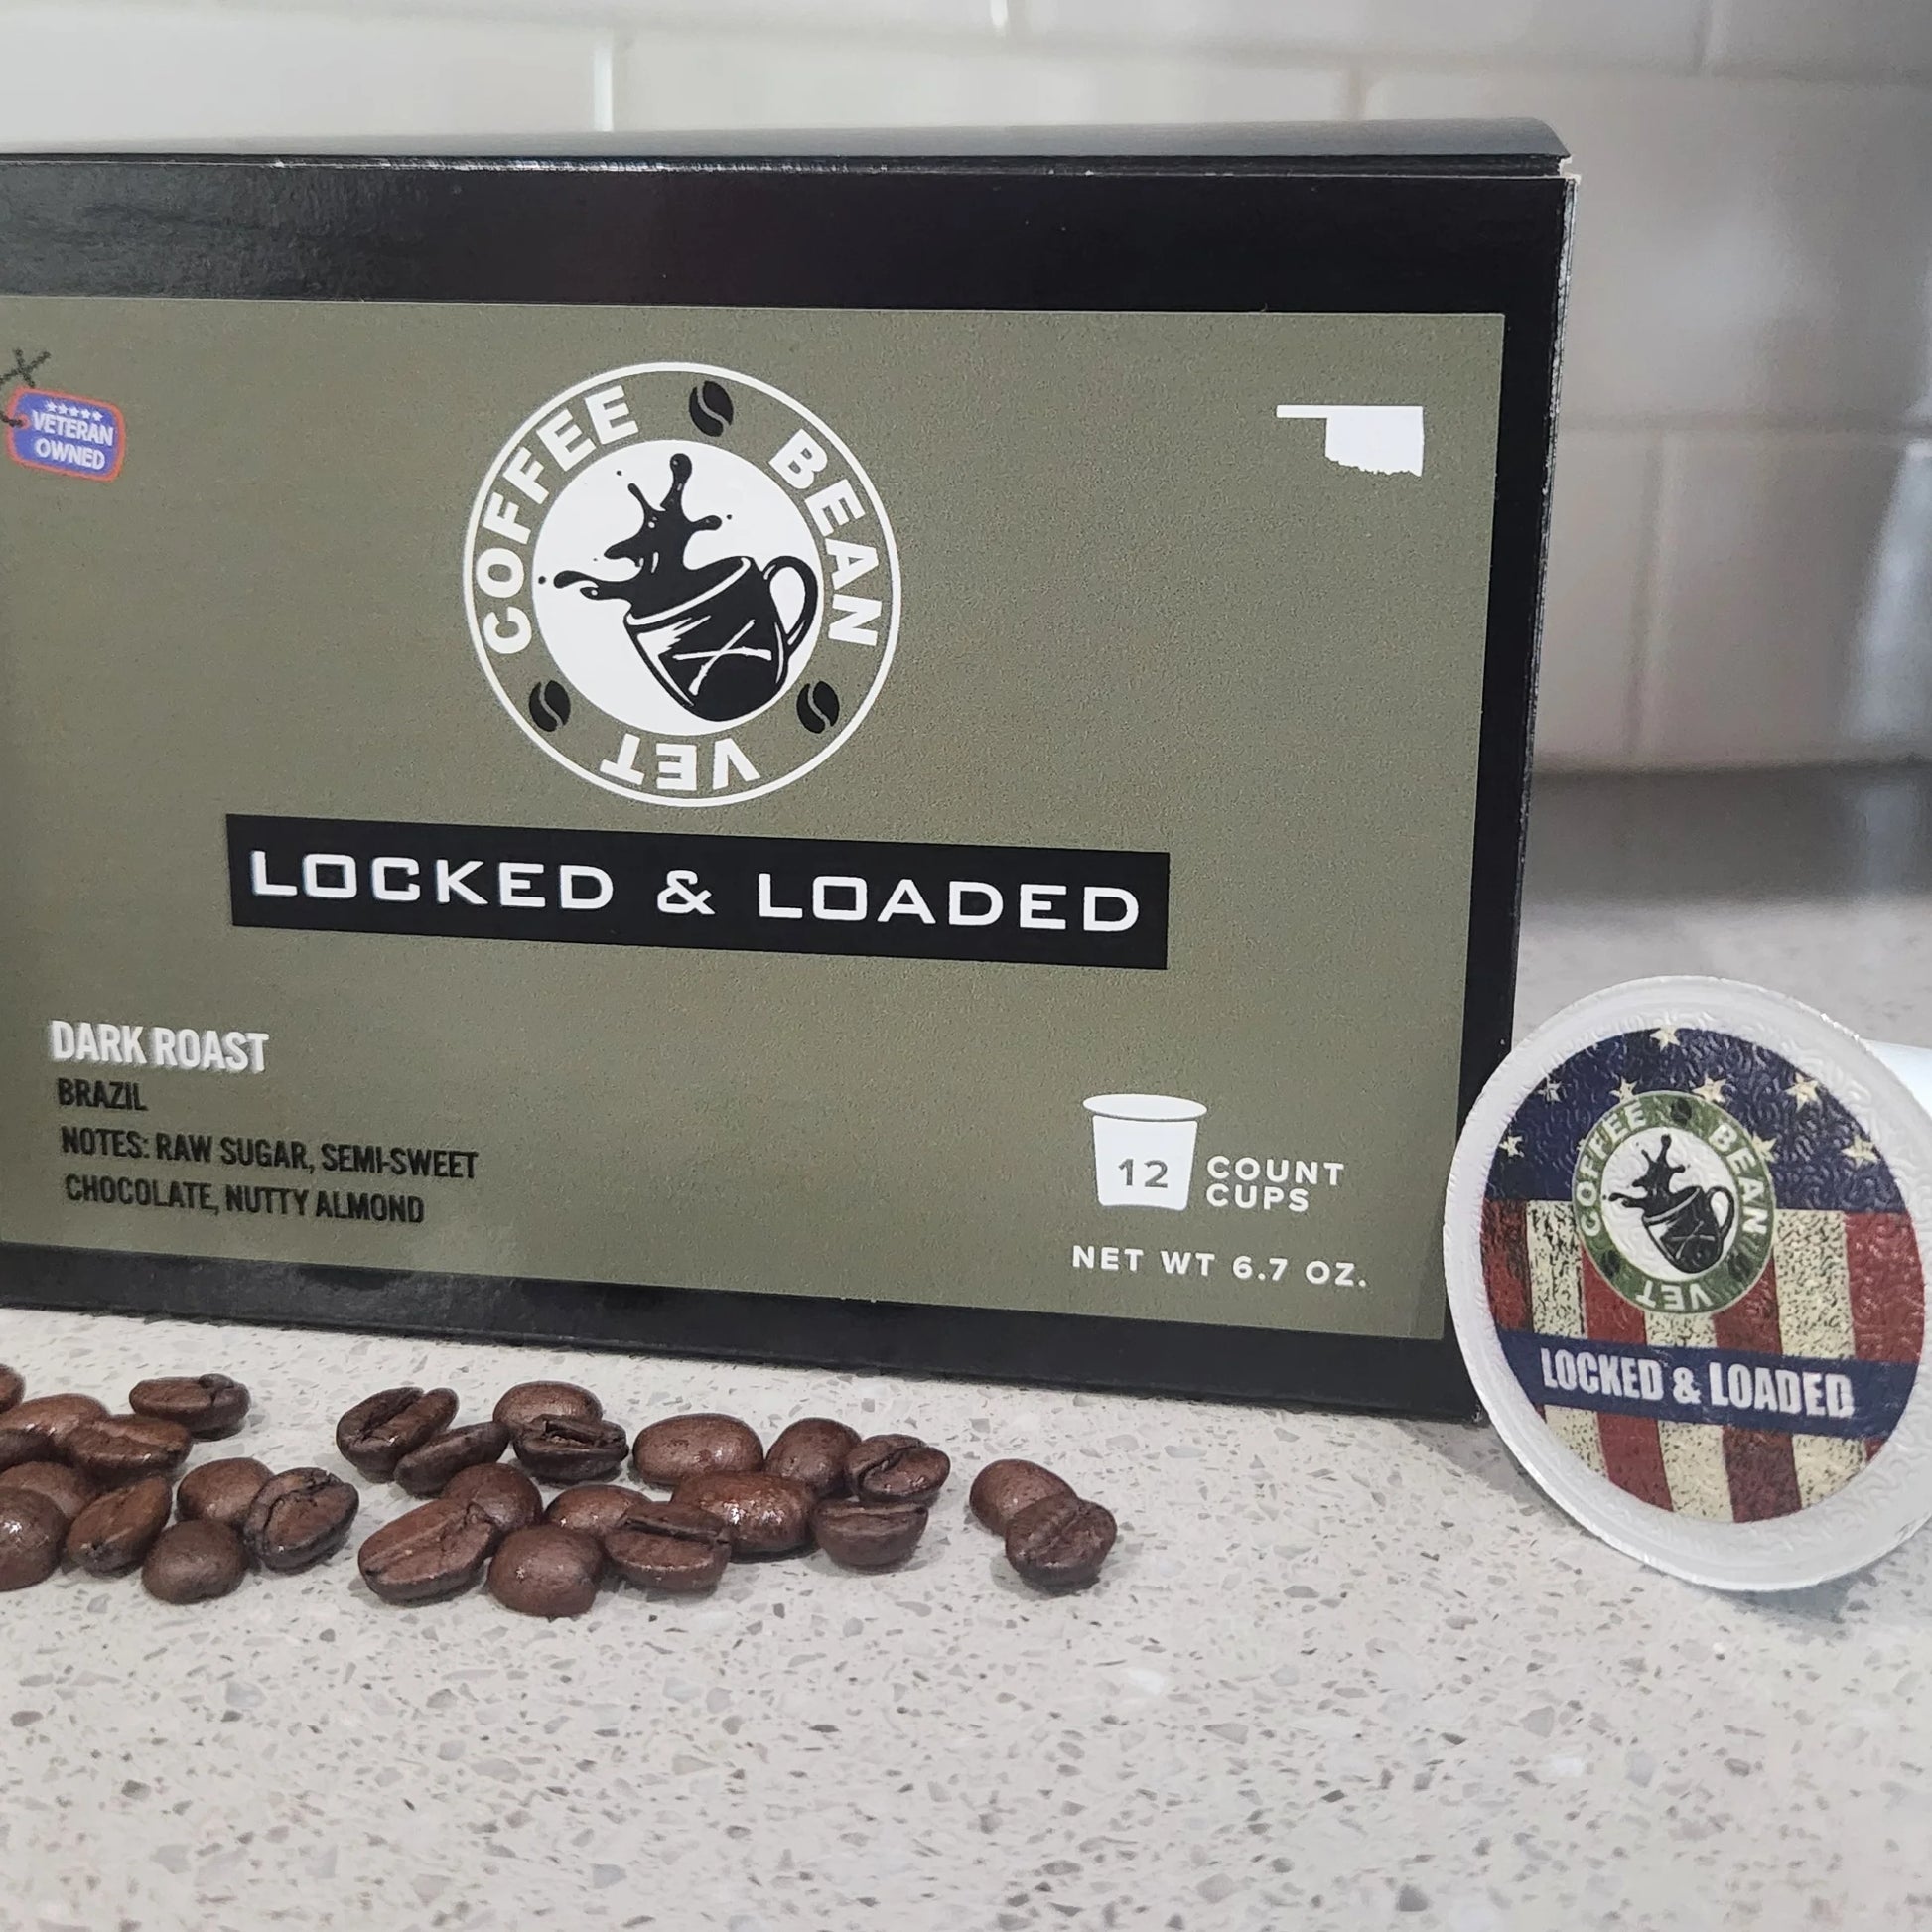 VETERAN
OWNED
COFFEE BEAN VET
LOCKED & LOADED
DARK ROAST
BRAZIL
NOTES: RAW SUGAR, SEMI-SWEET
CHOCOLATE, NUTTY ALMOND
12
COUNT
CUPS
NET WT 6.7 OZ.
COFFEE BEAN VET
LOCKED & LOADED